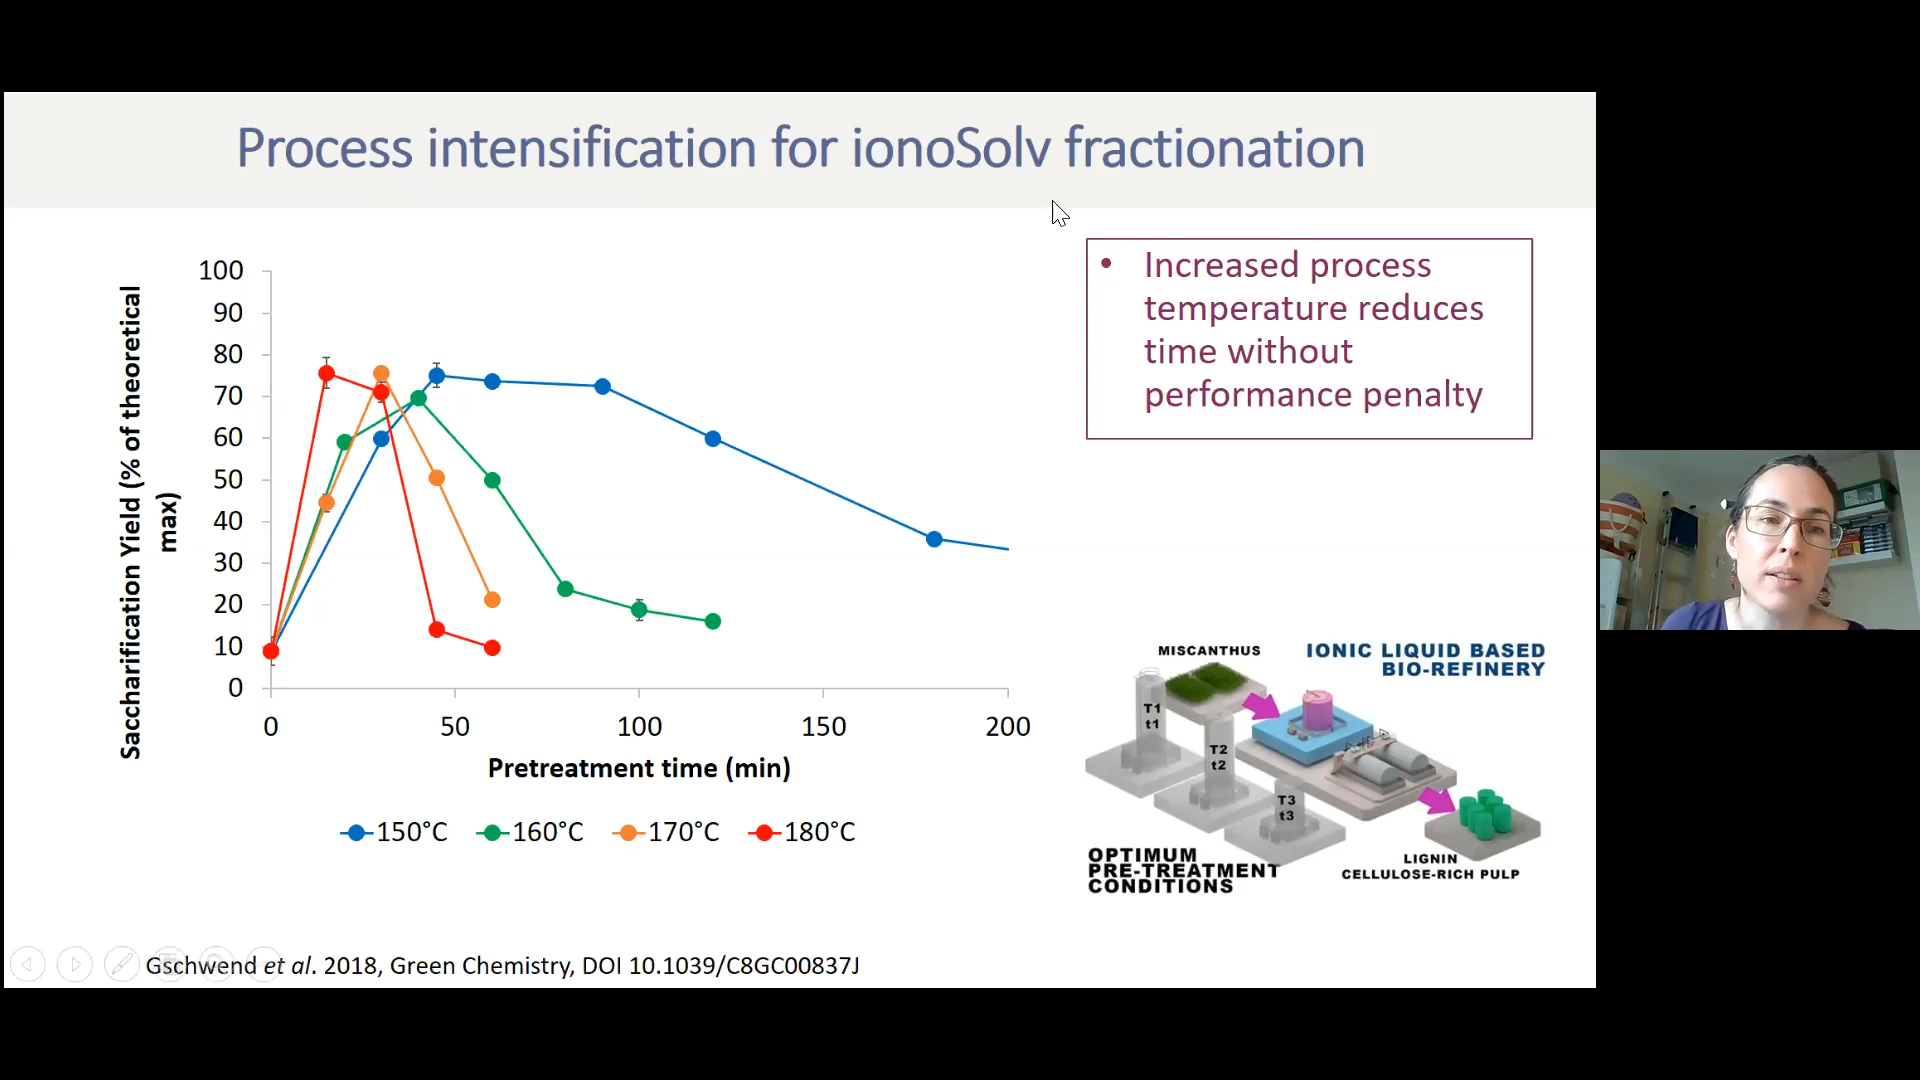 Process intensification for ionoSolv fractionation
Saccharification Yield (% of theoretical
max)
100
90
80
70
60
50
40
30
20
10
0
0
50
100
150
200
Pretreatment time (min)
150°C
160°C
170°C
180°C
• Increased process
temperature reduces
time without
performance penalty
MISCANTHUS
IONIC LIQUID BASED
BIO-REFINERY
T1
t1
T2
t2
T3
t3
OPTIMUM
PRE-TREATMENT
CONDITIONS
LIGNIN
CELLULOSE-RICH PULP
Gschwend et al. 2018, Green Chemistry, DOI 10.1039/C8GC00837J